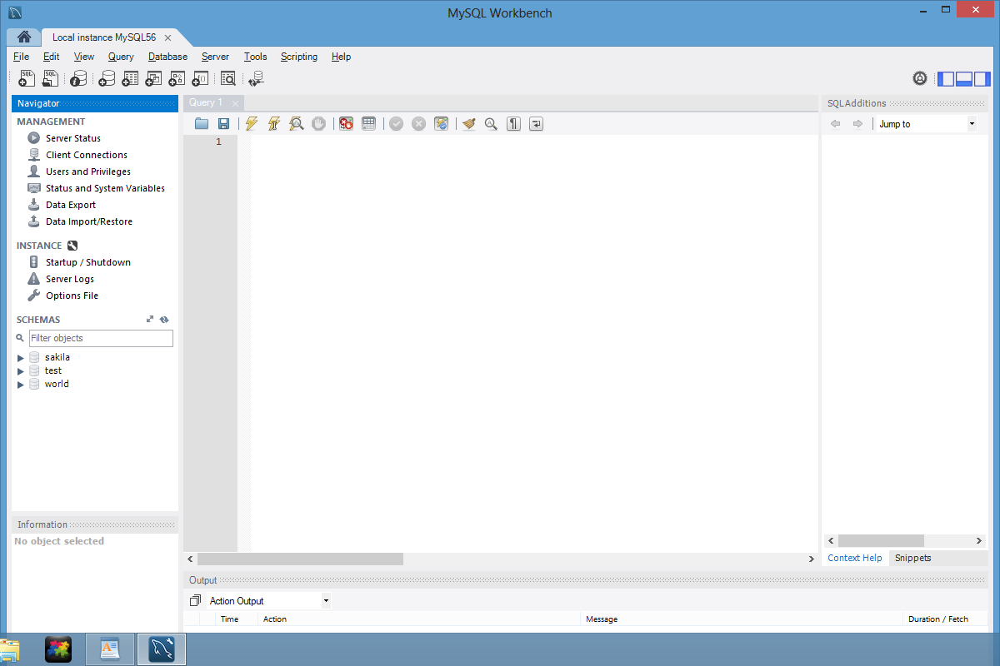 MySQL Workbench
Local instance MySQL56
File Edit View Query Database Server Tools Scripting Help
SQL SQL
Navigator
MANAGEMENT
Server Status
Client Connections
Users and Privileges
Status and System Variables
Data Export
Data Import/Restore
INSTANCE
Startup / Shutdown
Server Logs
Options File
SCHEMAS
Filter objects
sakila
test
world
Information
No object selected
Query 1
1
SQLAdditions
Jump to
Context Help Snippets
Output
Action Output
Time Action Message Duration / Fetch